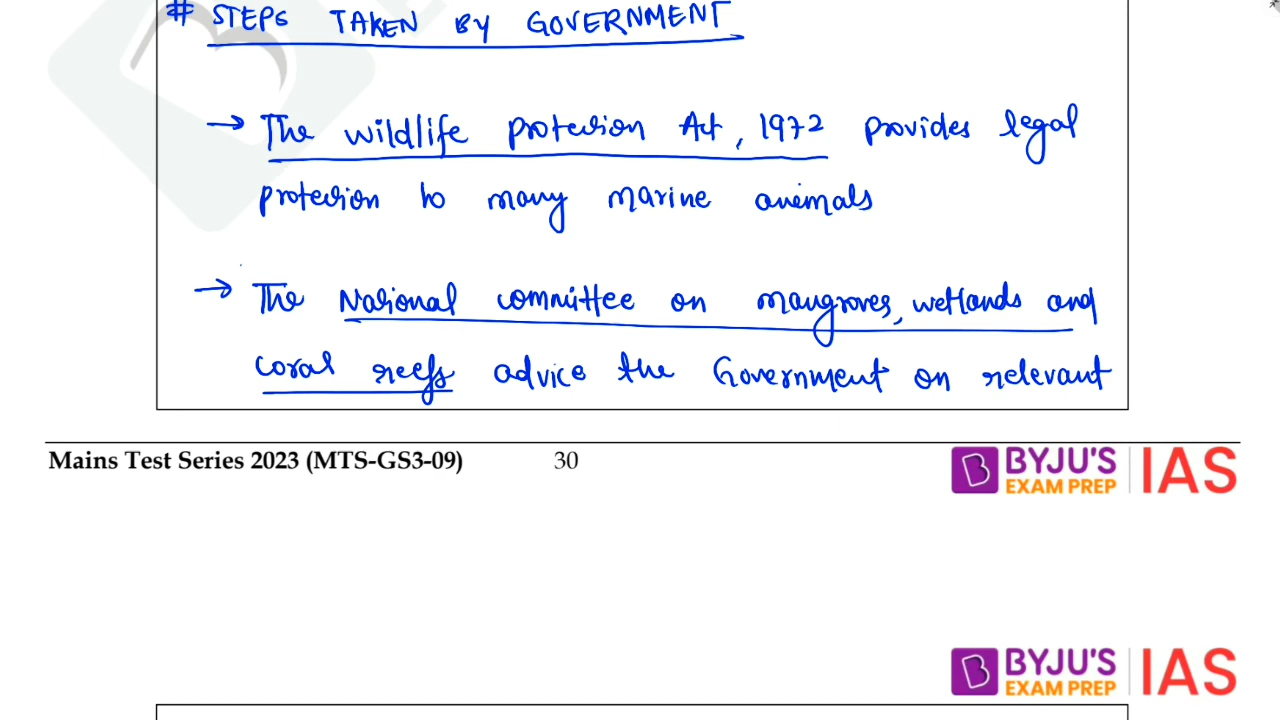 # STEPS TAKEN BY GOVERNMENT
→ The wildlife protection Act, 1972 provides legal
protection to many marine animals
→ The National committee on mangroves, wetlands and
coral reefs advice the Government on relevant
Mains Test Series 2023 (MTS-GS3-09) 30
BYJU'S IAS
EXAM PREP
BYJU'S IAS
EXAM PREP